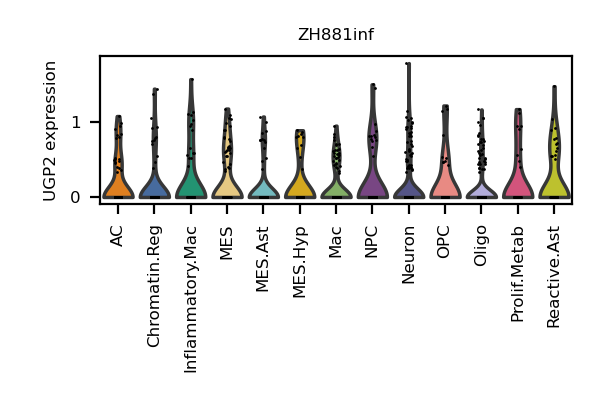 ZH881inf
UGP2 expression
1
0
AC
Chromatin.Reg
Inflammatory.Mac
MES
MES.Ast
MES.Hyp
Mac
NPC
Neuron
OPC
Oligo
Prolif.Metab
Reactive.Ast